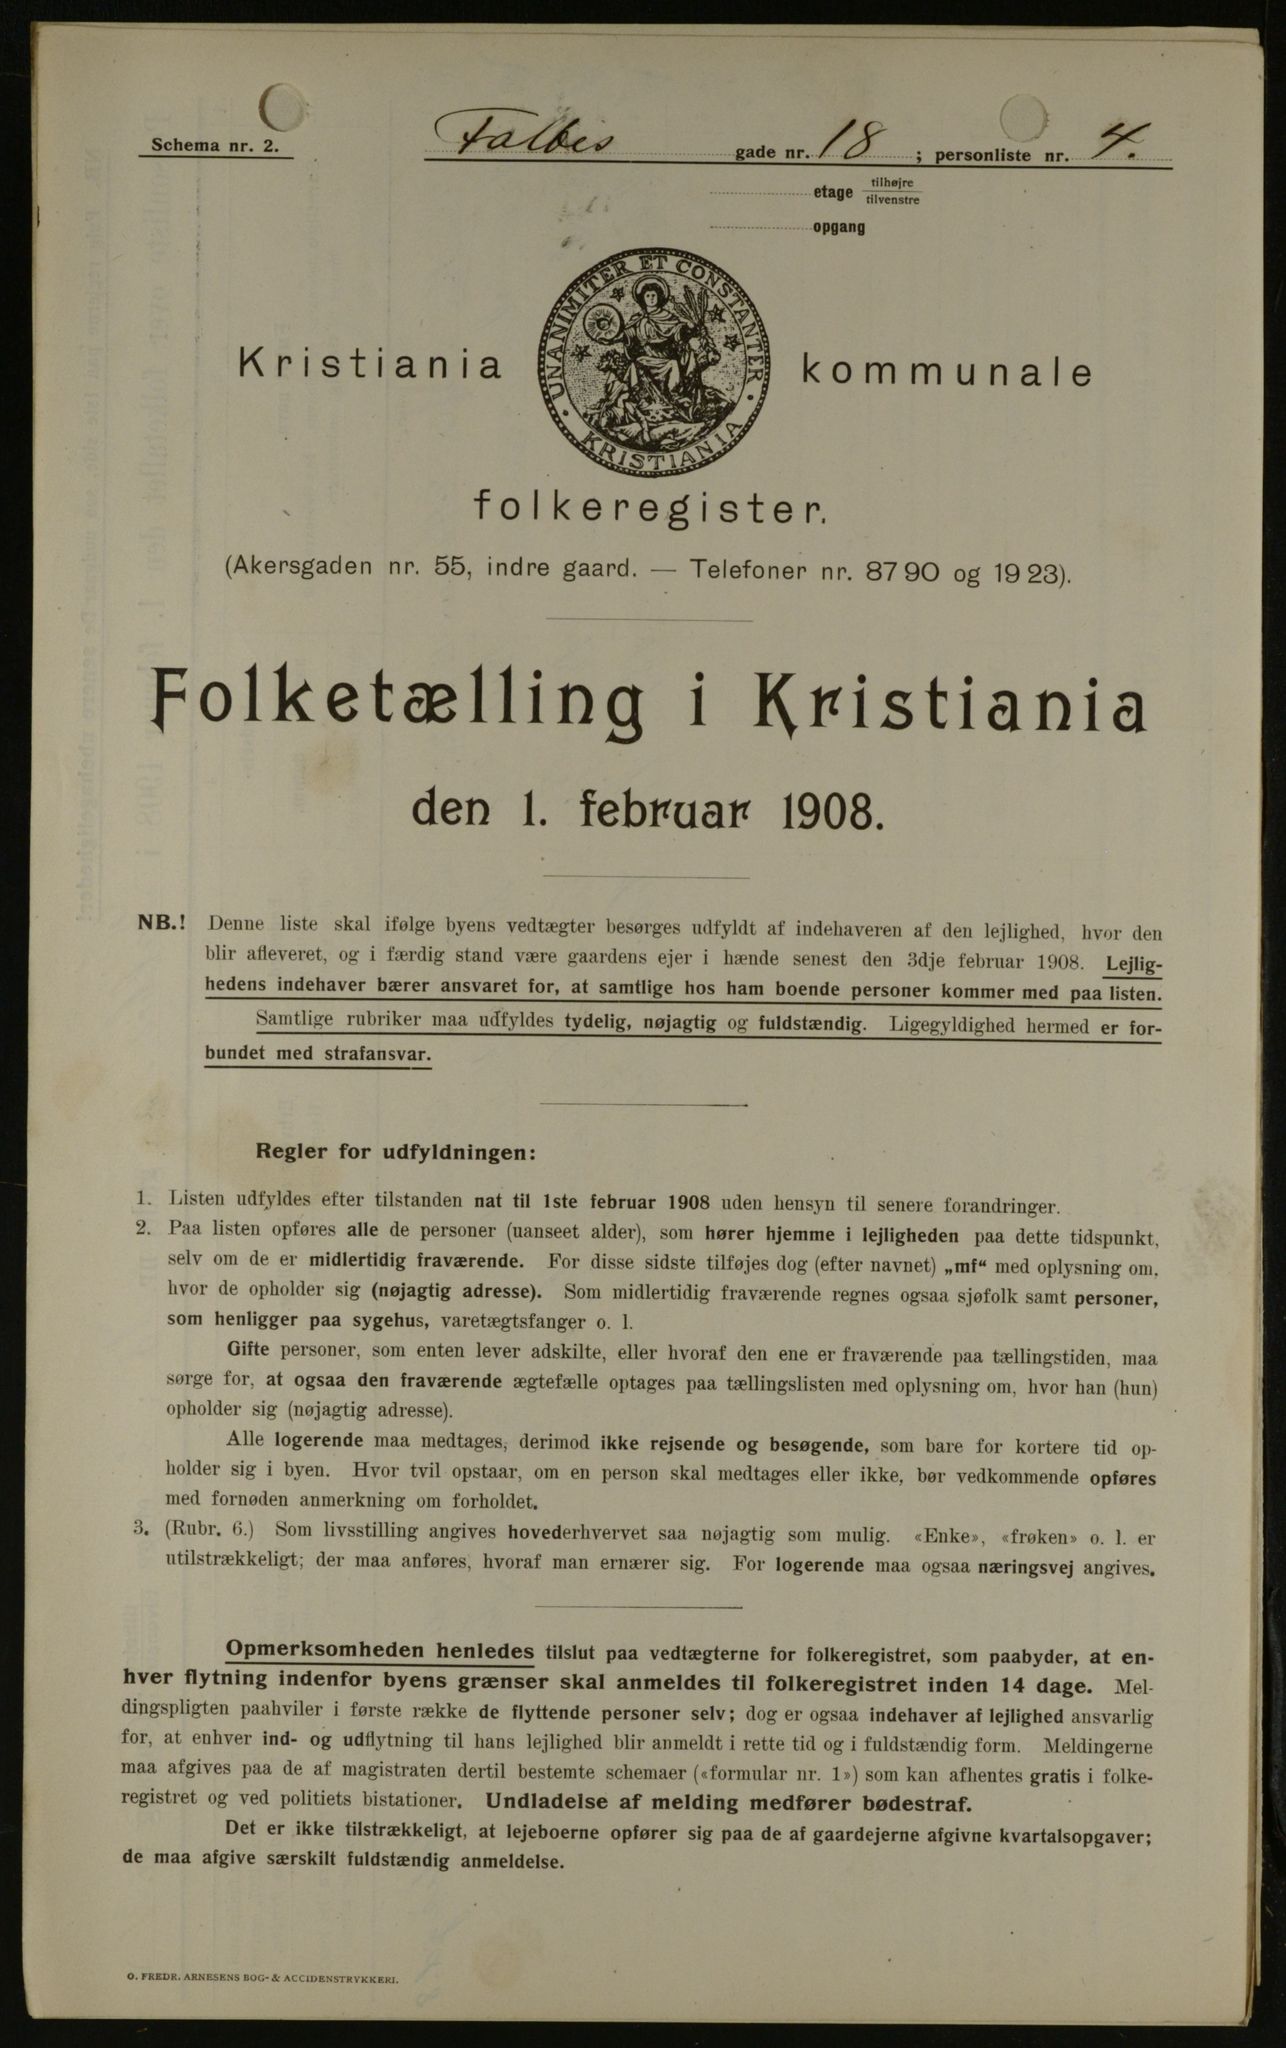 Schema nr. 2.
Falbes gade nr. 18 ; personliste nr. 4.
etage tilhøjre
tilvenstre
opgang
UNANIMITER ET CONSTANTER
KRISTIANIA
Kristiania kommunale
folkeregister.
(Akersgaden nr. 55, indre gaard. — Telefoner nr. 8790 og 1923).
Folketælling i Kristiania
den 1. februar 1908.
NB.! Denne liste skal ifølge byens vedtægter besørges udfyldt af indehaveren af den lejlighed, hvor den
blir afleveret, og i færdig stand være gaardens ejer i hænde senest den 3dje februar 1908. Lejlig-
hedens indehaver bærer ansvaret for, at samtlige hos ham boende personer kommer med paa listen.
Samtlige rubriker maa udfyldes tydelig, nøjagtig og fuldstændig. Ligegyldighed hermed er for-
bundet med strafansvar.
Regler for udfyldningen:
1. Listen udfyldes efter tilstanden nat til 1ste februar 1908 uden hensyn til senere forandringer.
2. Paa listen opføres alle de personer (uanseet alder), som hører hjemme i lejligheden paa dette tidspunkt,
selv om de er midlertidig fraværende. For disse sidste tilføjes dog (efter navnet) „mf“ med oplysning om,
hvor de opholder sig (nøjagtig adresse). Som midlertidig fraværende regnes ogsaa sjøfolk samt personer,
som henligger paa sygehus, varetægtsfanger o. l.
Gifte personer, som enten lever adskilte, eller hvoraf den ene er fraværende paa tællingstiden, maa
sørge for, at ogsaa den fraværende ægtefælle optages paa tællingslisten med oplysning om, hvor han (hun)
opholder sig (nøjagtig adresse).
Alle logerende maa medtages, derimod ikke rejsende og besøgende, som bare for kortere tid op-
holder sig i byen. Hvor tvil opstaar, om en person skal medtages eller ikke, bør vedkommende opføres
med fornøden anmerkning om forholdet.
3. (Rubr. 6.) Som livsstilling angives hovederhvervet saa nøjagtig som mulig. «Enke», «frøken» o. l. er
utilstrækkeligt; der maa anføres, hvoraf man ernærer sig. For logerende maa ogsaa næringsvej angives.
Opmerksomheden henledes tilslut paa vedtægterne for folkeregistret, som paabyder, at en-
hver flytning indenfor byens grænser skal anmeldes til folkeregistret inden 14 dage. Mel-
dingspligten paahviler i første række de flyttende personer selv; dog er ogsaa indehaver af lejlighed ansvarlig
for, at enhver ind- og udflytning til hans lejlighed blir anmeldt i rette tid og i fuldstændig form. Meldingerne
maa afgives paa de af magistraten dertil bestemte schemaer («formular nr. 1») som kan afhentes gratis i folke-
registret og ved politiets bistationer. Undladelse af melding medfører bødestraf.
Det er ikke tilstrækkeligt, at lejeboerne opfører sig paa de af gaardejerne afgivne kvartalsopgaver;
de maa afgive særskilt fuldstændig anmeldelse.
O. FREDR. ARNESENS BOG- & ACCIDENSTRYKKERI.